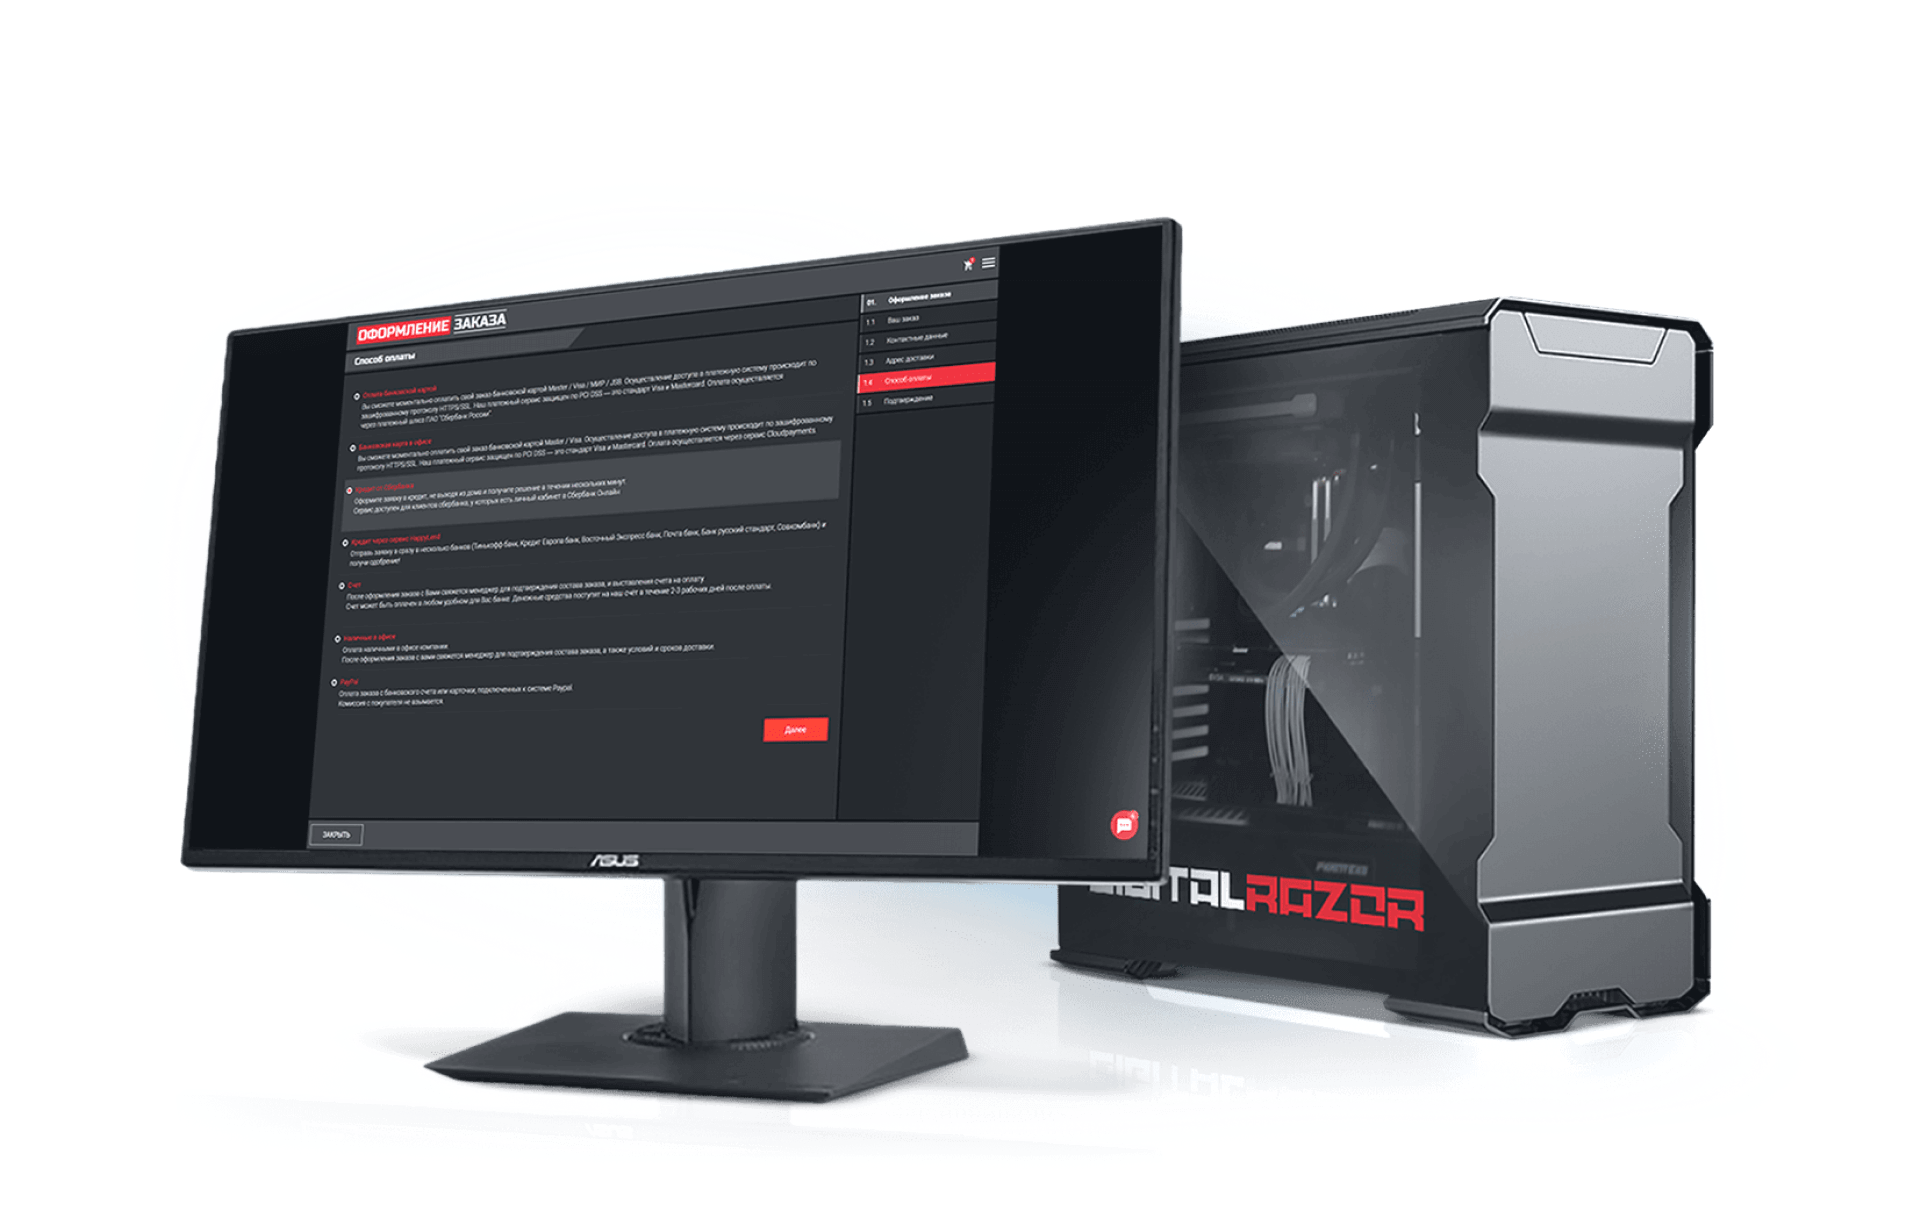 ОФОРМЛЕНИЕ ЗАКАЗА
Способ оплаты
Оплата банковской картой
Вы сможете моментально оплатить свой заказ банковской картой Master / Visa / МИР / JSB. Осуществление доступа в платежную систему происходит по
зашифрованному протоколу HTTPS/SSL. Наш платежный сервис защищен по PCI DSS — это стандарт Visa и Mastercard. Оплата осуществляется
через платежный шлюз ПАО "Сбербанк России".
Банковская карта в офисе
Вы сможете моментально оплатить свой заказ банковской картой Master / Visa. Осуществление доступа в платежную систему происходит по зашифрованному
протоколу HTTPS/SSL. Наш платежный сервис защищен по PCI DSS — это стандарт Visa и Mastercard. Оплата осуществляется через сервис Cloudpayments.
Кредит от Сбербанка
Оформите заявку в кредит, не выходя из дома и получите решение в течении нескольких минут.
Сервис доступен для клиентов сбербанка, у которых есть личный кабинет в Сбербанк Онлайн
Кредит через сервис HappyLend
Отправь заявку в сразу в несколько банков (Тинькофф банк, Кредит Европа банк, Восточный Экспресс банк, Почта банк, Банк русский стандарт, Совкомбанк) и
получи одобрение!
Счет
После оформления заказа с Вами свяжется менеджер для подтверждения состава заказа, и выставления счета на оплату
Счет может быть оплачен в любом удобном для Вас банке. Денежные средства поступят на наш счёт в течение 2-3 рабочих дней после оплаты.
Наличные в офисе
Оплата наличными в офисе компании.
После оформления заказа с вами свяжется менеджер для подтверждения состава заказа, а также условий и сроков доставки.
PayPal
Оплата заказа с банковского счета или карточки, подключенных к системе Paypal.
Комиссия с покупателя не взымается.
Далее
ЗАКРЫТЬ
01. Оформление заказа
1.1 Ваш заказ
1.2 Контактные данные
1.3 Адрес доставки
1.4 Способ оплаты
1.5 Подтверждение
ASUS
PHANTEKS
DIGITALRAZOR